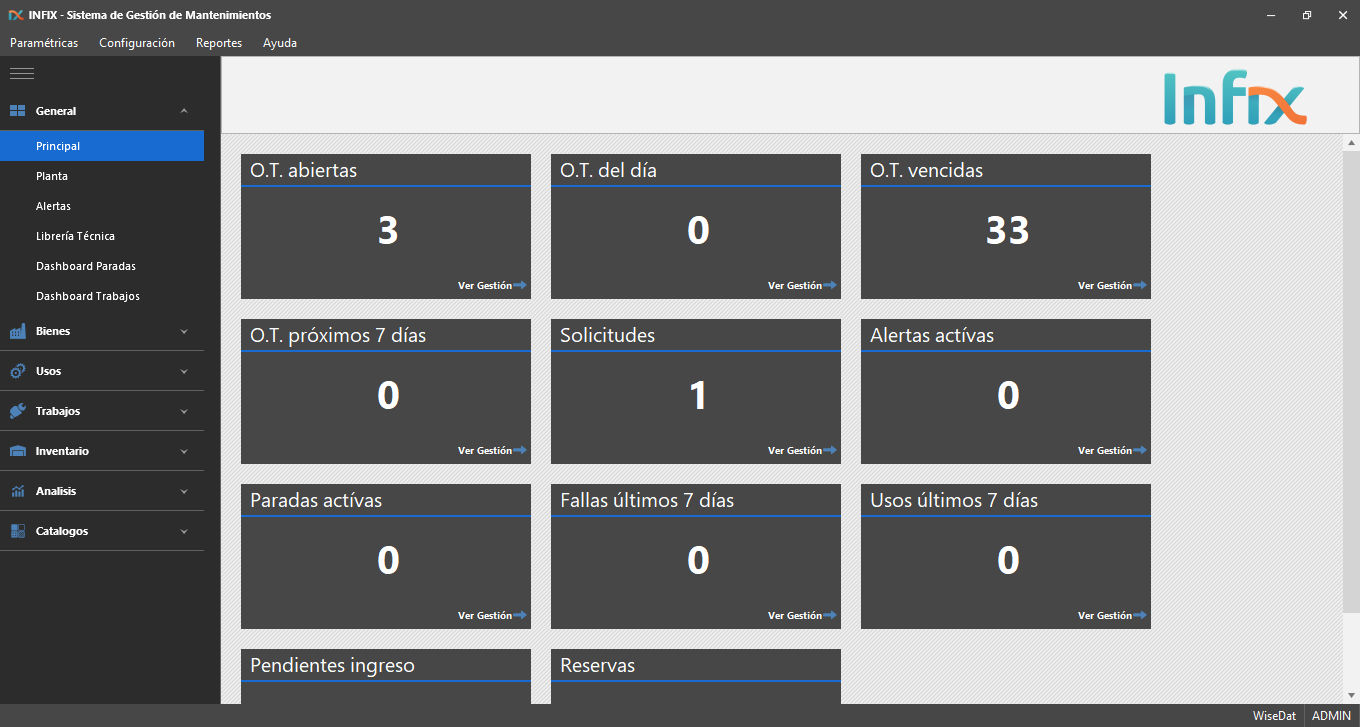 INFIX - Sistema de Gestión de Mantenimientos
Paramétricas Configuración Reportes Ayuda
General
Principal
Planta
Alertas
Librería Técnica
Dashboard Paradas
Dashboard Trabajos
Bienes
Usos
Trabajos
Inventario
Analisis
Catalogos
Infix
O.T. abiertas
3
Ver Gestión
O.T. del día
0
Ver Gestión
O.T. vencidas
33
Ver Gestión
O.T. próximos 7 días
0
Ver Gestión
Solicitudes
1
Ver Gestión
Alertas actívas
0
Ver Gestión
Paradas actívas
0
Ver Gestión
Fallas últimos 7 días
0
Ver Gestión
Usos últimos 7 días
0
Ver Gestión
Pendientes ingreso
Reservas
WiseDat ADMIN